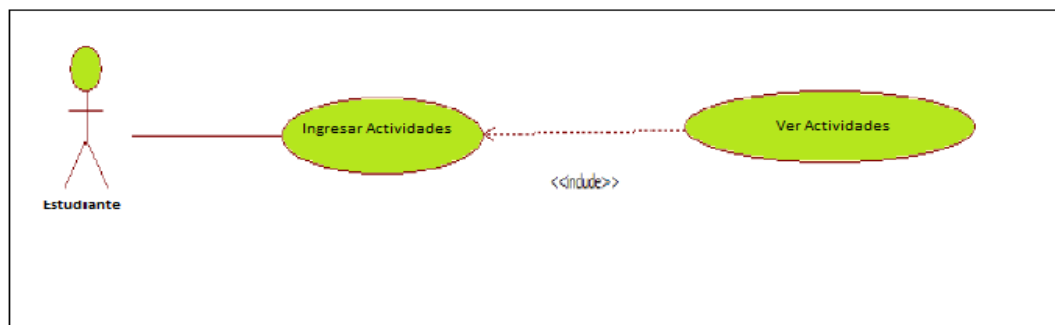 Ingresar Actividades
Ver Actividades
<<include>>
Estudiante